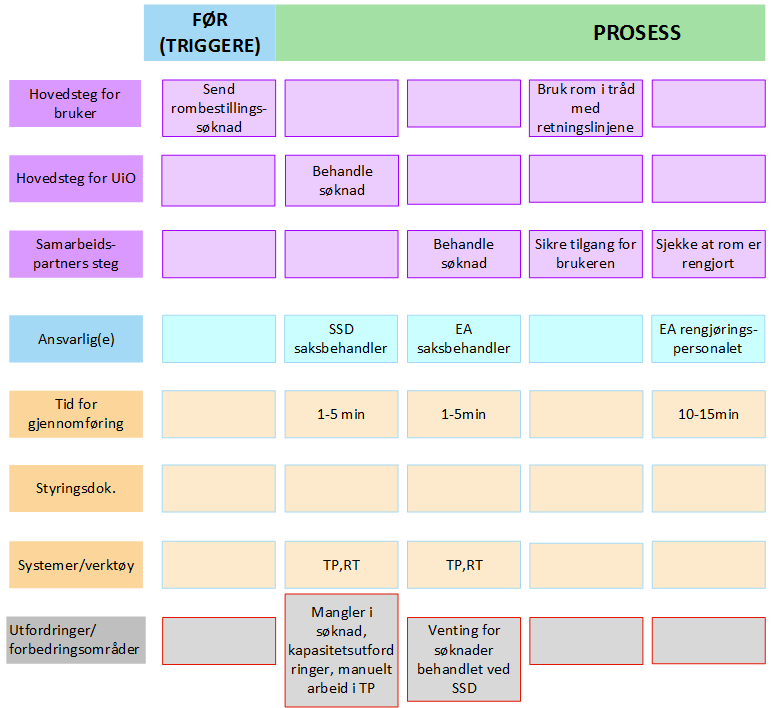 FØR
(TRIGGERE)
PROSESS
Hovedsteg for
bruker
Send
rombestillings-
søknad
Bruk rom i tråd
med
retningslinjene
Hovedsteg for UiO
Behandle
søknad
Samarbeids-
partners steg
Behandle
søknad
Sikre tilgang for
brukeren
Sjekke at rom er
rengjort
Ansvarlig(e)
SSD
saksbehandler
EA
saksbehandler
EA rengjørings-
personalet
Tid for
gjennomføring
1-5 min
1-5min
10-15min
Styringsdok.
Systemer/verktøy
TP,RT
TP,RT
Utfordringer/
forbedringsområder
Mangler i
søknad,
kapasitetsutford
ringer, manuelt
arbeid i TP
Venting for
søknader
behandlet ved
SSD